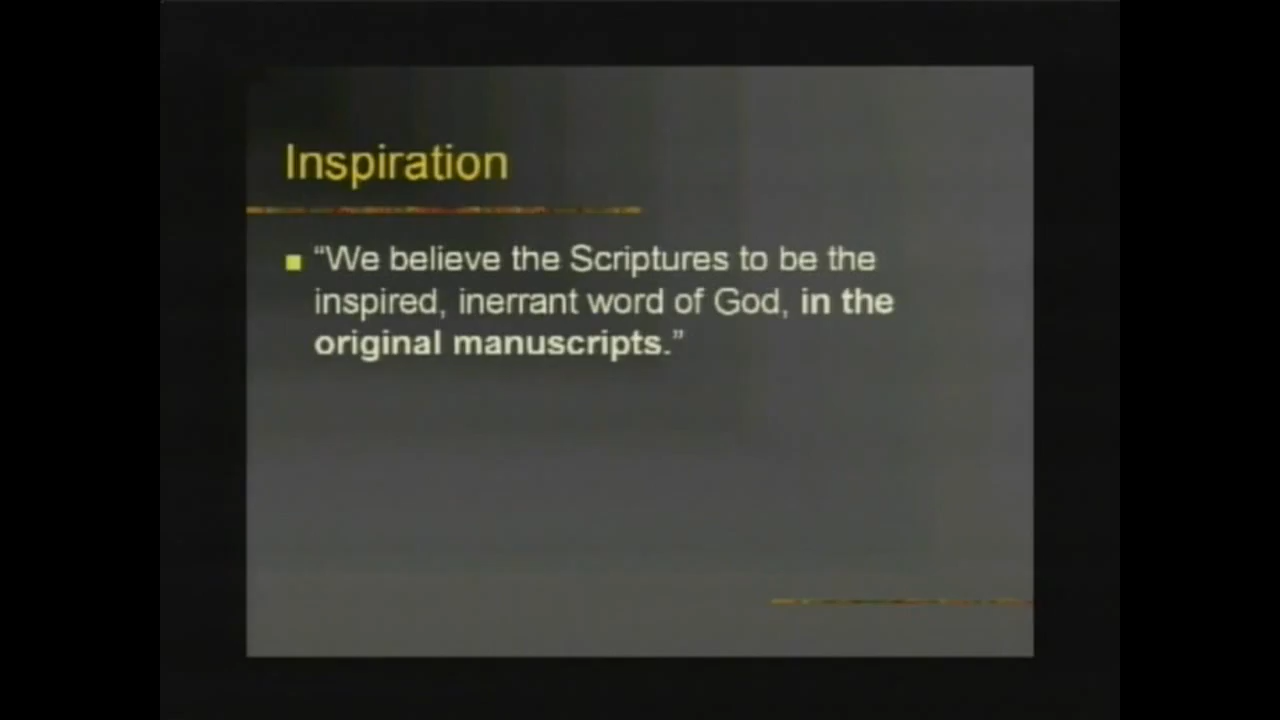 Inspiration
“We believe the Scriptures to be the
inspired, inerrant word of God, in the
original manuscripts.”